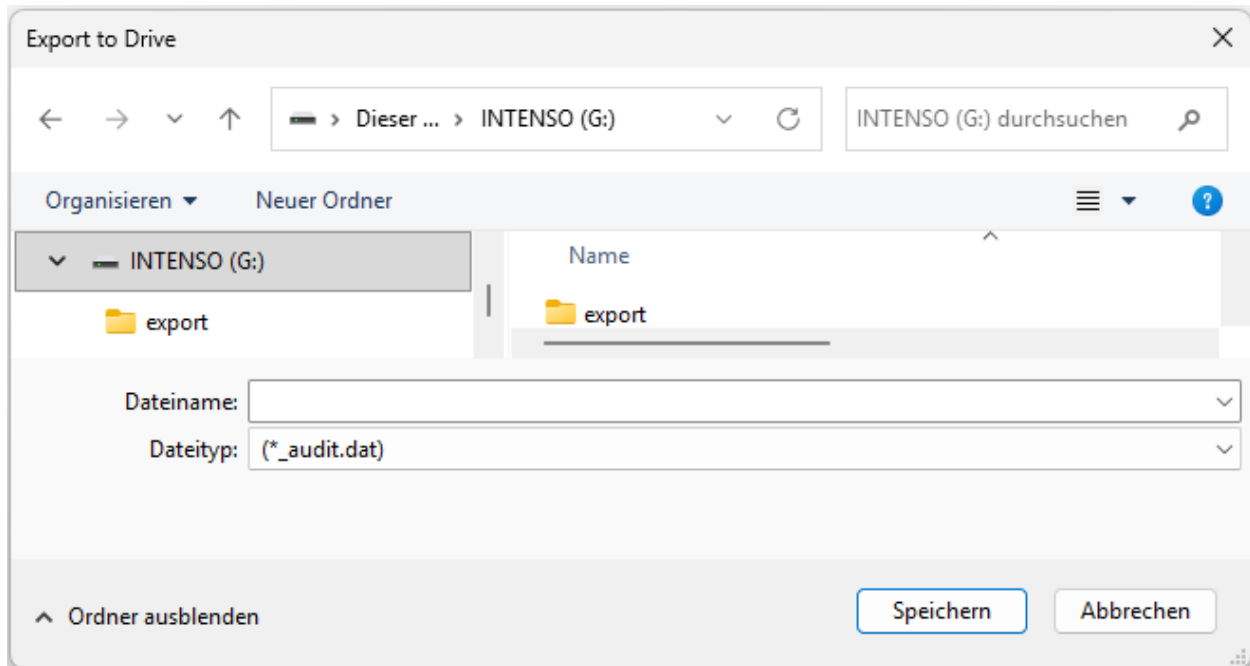 Export to Drive
Dieser ... > INTENSO (G:)
INTENSO (G:) durchsuchen
Organisieren
Neuer Ordner
?
INTENSO (G:)
Name
export
export
Dateiname:
Dateityp: (*_audit.dat)
Ordner ausblenden
Speichern
Abbrechen